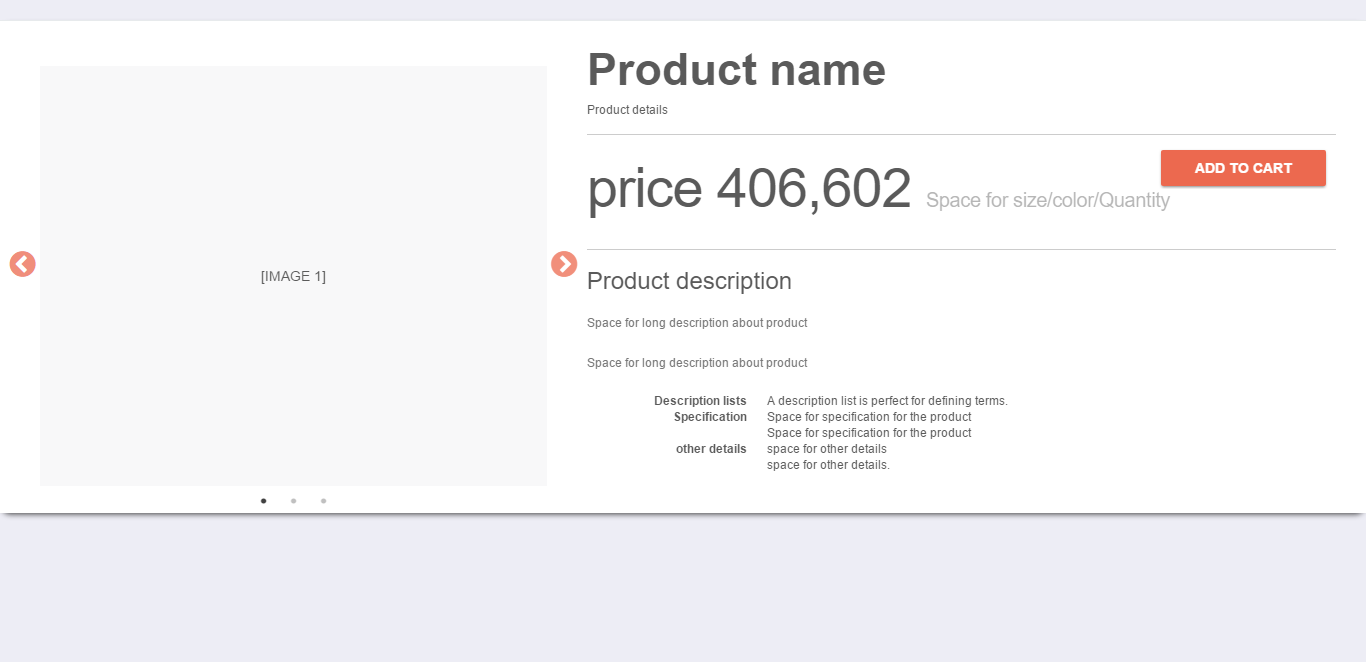 Product name
Product details
price 406,602 Space for size/color/Quantity
ADD TO CART
[IMAGE 1]
Product description
Space for long description about product
Space for long description about product
Description lists A description list is perfect for defining terms.
Specification Space for specification for the product
Space for specification for the product
other details space for other details
space for other details.